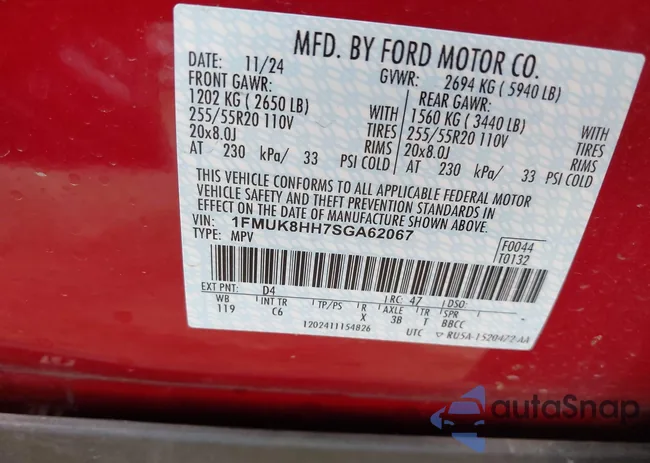 MFD. BY FORD MOTOR CO.
DATE: 11/24 GVWR: 2694 KG ( 5940 LB)
FRONT GAWR: REAR GAWR:
1202 KG ( 2650 LB) WITH 1560 KG ( 3440 LB) WITH
255/55R20 110V TIRES 255/55R20 110V TIRES
20x8.0J RIMS 20x8.0J RIMS
AT 230 kPa/ 33 PSI COLD AT 230 kPa/ 33 PSI COLD
THIS VEHICLE CONFORMS TO ALL APPLICABLE FEDERAL MOTOR
VEHICLE SAFETY AND THEFT PREVENTION STANDARDS IN
EFFECT ON THE DATE OF MANUFACTURE SHOWN ABOVE.
VIN: 1FMUK8HH7SGA62067
TYPE: MPV
F0044
T0132
EXT PNT: D4 RC: 47 DSO:
WB INT TR TP/PS R AXLE TR SPR
119 C6 X 3B T BBCC
1202411154826 UTC RU5A-1520472-AA
autoSnap